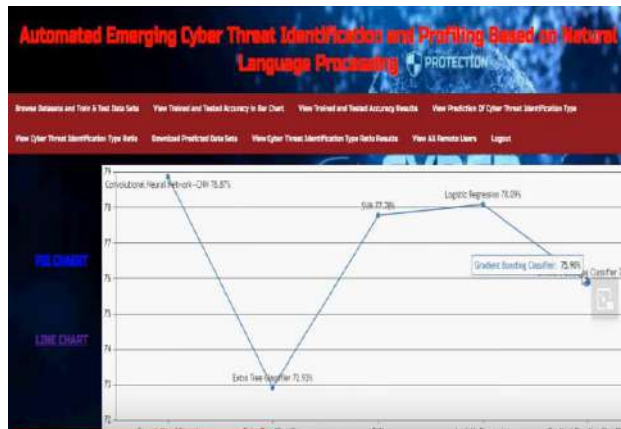 Automated Emerging Cyber Threat Identification and Profiling Based on Natural
Language Processing
PROTECTION
Browse Datasets and Train & Test Data Sets View Trained and Tested Accuracy in Bar Chart View Trained and Tested Accuracy Results View Prediction Of Cyber Threat Identification Type
View Cyber Threat Identification Type Ratio Download Predicted Data Sets View Cyber Threat Identification Type Ratio Results View All Remote Users Logout
PIE CHART
LINE CHART
79
Convolutional Neural Network--CNN 78.87%
Logistic Regression 78.09%
78
SVM 77.78%
77
Gradient Boosting Classifier: 75.90%
Classifier
76
75
74
73
Extra Tree Classifier 72.93%
72